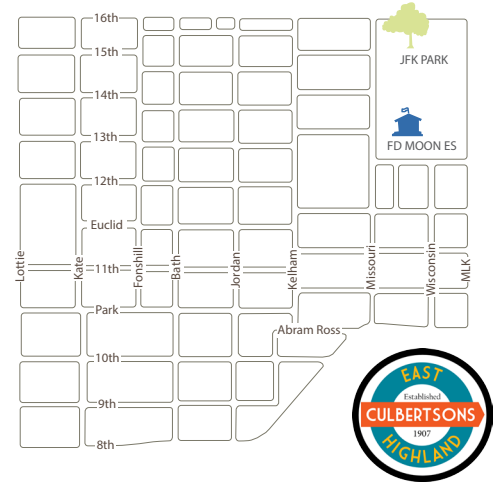 16th
15th
JFK PARK
14th
13th
FD MOON ES
12th
Euclid
Lottie
Kate
11th
Fonshill
Bath
Jordan
Kelham
Missouri
Wisconsin
MLK
Park
Abram Ross
10th
9th
8th
EAST
Established
CULBERTSONS
1907
HIGHLAND